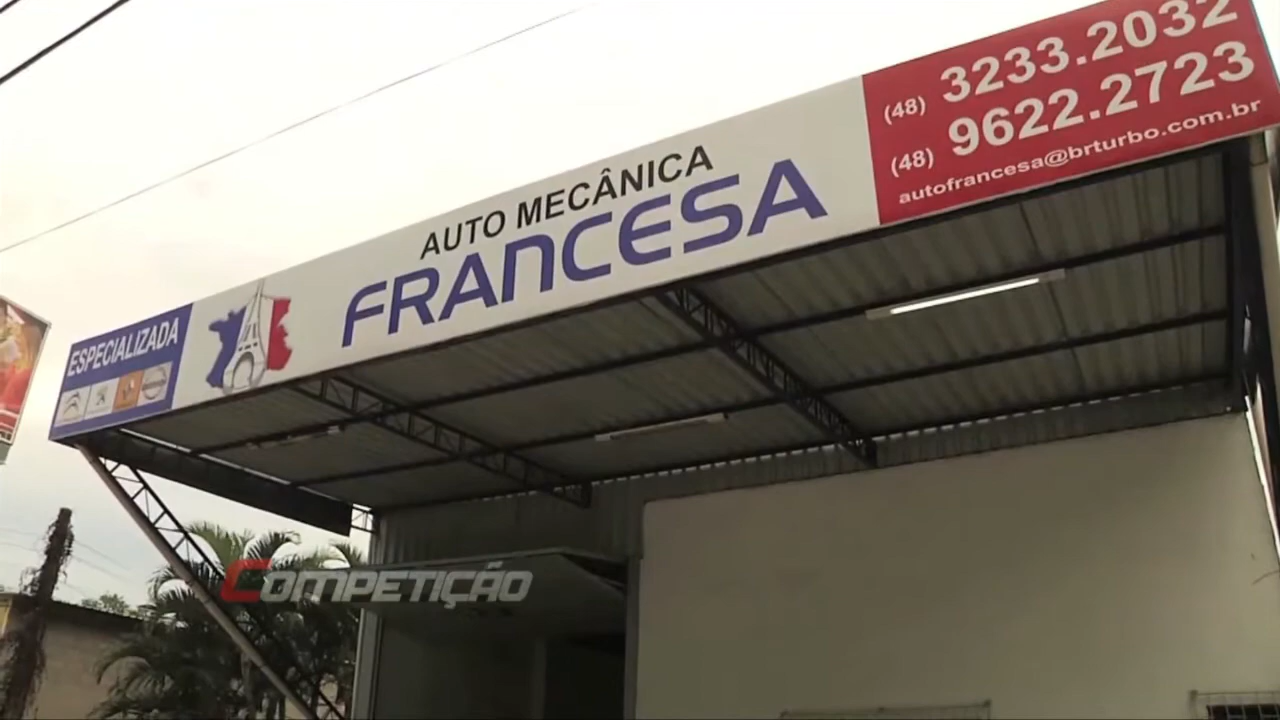 ESPECIALIZADA
AUTO MECÂNICA
FRANCESA
(48) 3233.2032
(48) 9622.2723
autofrancesa@brturbo.com.br
COMPETIÇÃO